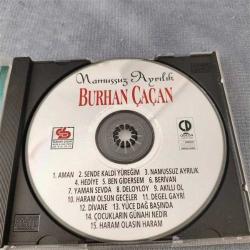 Namussuz Ayrılık
BURHAN ÇAÇAN
1.AMAN 2. SENDE KALDI YÜREĞİM 3. NAMUSSUZ AYRILIK
4. HEDİYE 5. BEN GİDERSEM 6. BERİVAN
7. YAMAN SEVDA 8. DELOYLOY 9. AKILLI OL
10. HARAM OLSUN GECELER 11. DEGEL GAYRİ
12. DİVANE 13. YÜCE DAĞ BAŞINDA
14. ÇOCUKLARIN GÜNAHI NEDİR
15. HARAM OLASIN HARAM